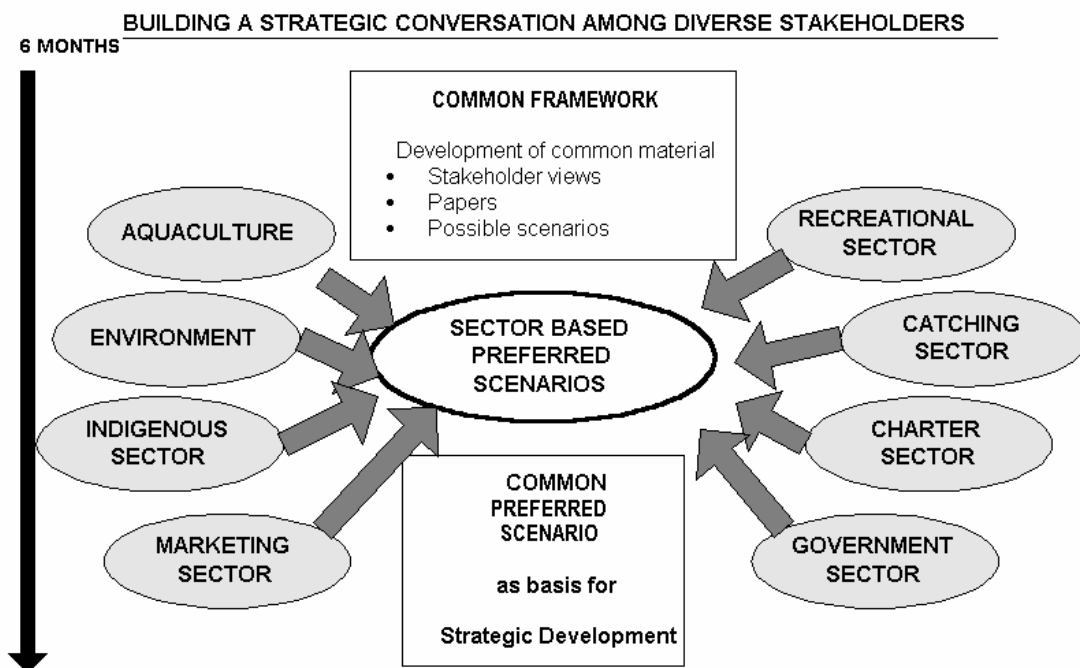 BUILDING A STRATEGIC CONVERSATION AMONG DIVERSE STAKEHOLDERS
6 MONTHS
COMMON FRAMEWORK
Development of common material
• Stakeholder views
• Papers
• Possible scenarios
AQUACULTURE
ENVIRONMENT
INDIGENOUS
SECTOR
MARKETING
SECTOR
SECTOR BASED
PREFERRED
SCENARIOS
RECREATIONAL
SECTOR
CATCHING
SECTOR
CHARTER
SECTOR
GOVERNMENT
SECTOR
COMMON
PREFERRED
SCENARIO
as basis for
Strategic Development